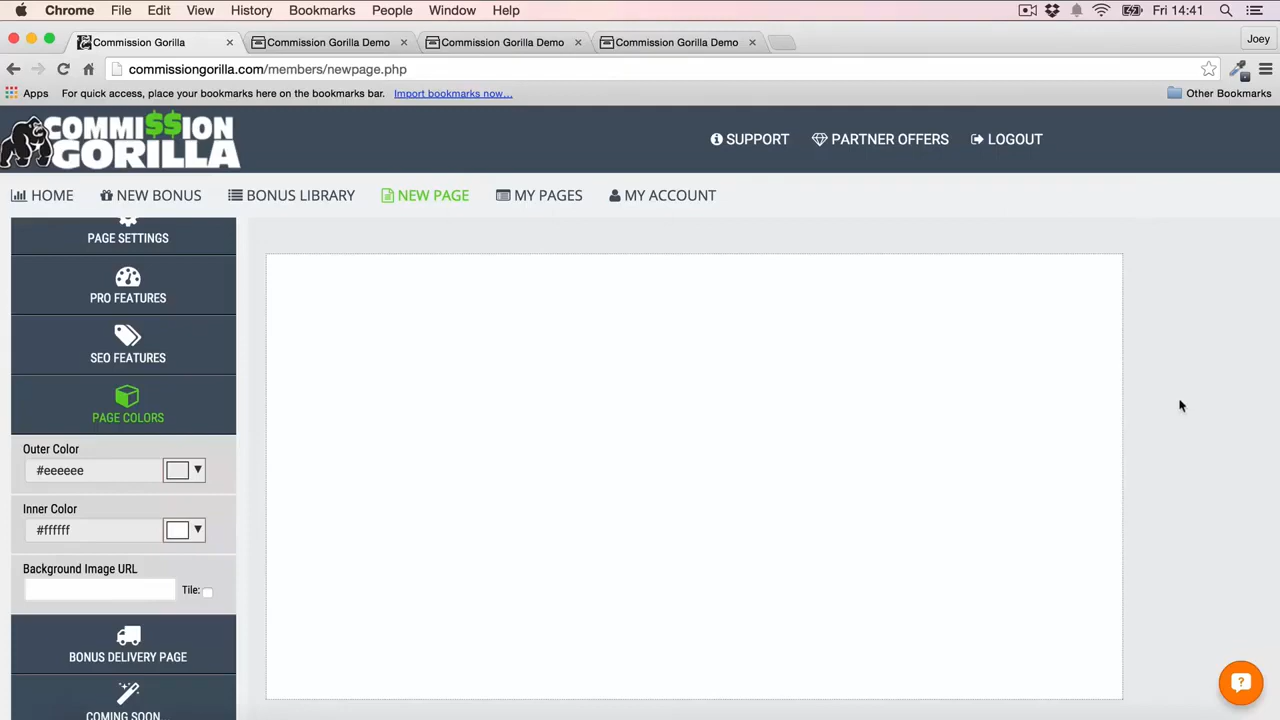 Chrome File Edit View History Bookmarks People Window Help Fri 14:41
Commission Gorilla Commission Gorilla Demo Commission Gorilla Demo Commission Gorilla Demo Joey
commissiongorilla.com/members/newpage.php
Apps For quick access, place your bookmarks here on the bookmarks bar. Import bookmarks now... Other Bookmarks
COMMI$$ION
GORILLA
SUPPORT PARTNER OFFERS LOGOUT
HOME NEW BONUS BONUS LIBRARY NEW PAGE MY PAGES MY ACCOUNT
PAGE SETTINGS
PRO FEATURES
SEO FEATURES
PAGE COLORS
Outer Color
#eeeeee
Inner Color
#ffffff
Background Image URL
Tile:
BONUS DELIVERY PAGE
COMING SOON...